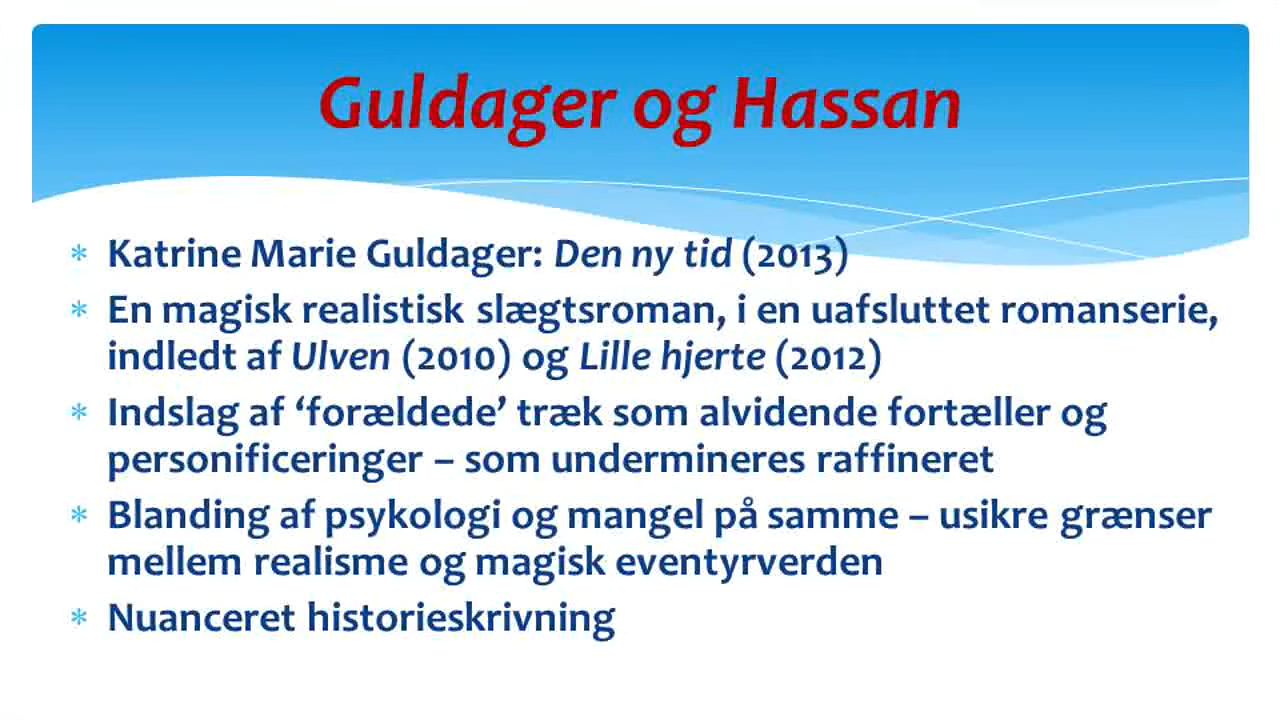 Guldager og Hassan
* Katrine Marie Guldager: Den ny tid (2013)
* En magisk realistisk slægtsroman, i en uafsluttet romanserie,
indledt af Ulven (2010) og Lille hjerte (2012)
* Indslag af ‘forældede’ træk som alvidende fortæller og
personificeringer – som undermineres raffineret
* Blanding af psykologi og mangel på samme – usikre grænser
mellem realisme og magisk eventyrverden
* Nuanceret historieskrivning